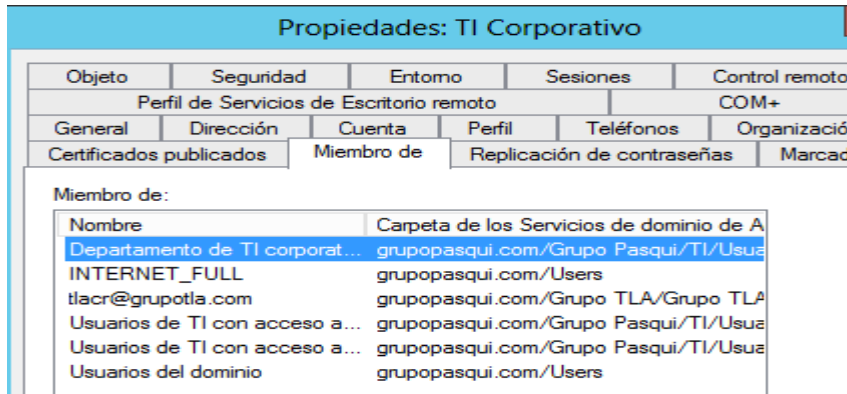 Propiedades: TI Corporativo
Objeto Seguridad Entorno Sesiones Control remoto
Perfil de Servicios de Escritorio remoto COM+
General Dirección Cuenta Perfil Teléfonos Organizació
Certificados publicados Miembro de Replicación de contraseñas Marcad
Miembro de:
Nombre Carpeta de los Servicios de dominio de A
Departamento de TI corporat... grupopasqui.com/Grupo Pasqui/TI/Usua
INTERNET_FULL grupopasqui.com/Users
tlacr@grupotla.com grupopasqui.com/Grupo TLA/Grupo TLA
Usuarios de TI con acceso a... grupopasqui.com/Grupo Pasqui/TI/Usua
Usuarios de TI con acceso a... grupopasqui.com/Grupo Pasqui/TI/Usua
Usuarios del dominio grupopasqui.com/Users